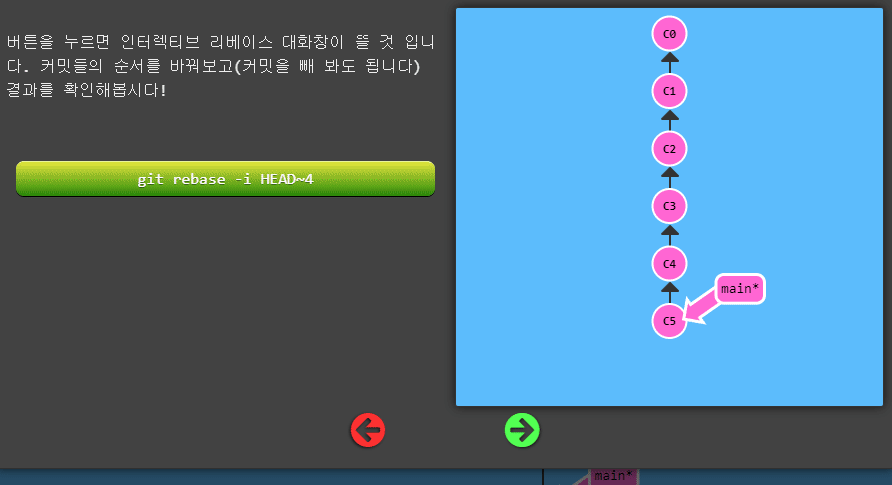 버튼을 누르면 인터렉티브 리베이스 대화창이 뜰 것 입니
다. 커밋들의 순서를 바꿔보고(커밋을 빼 봐도 됩니다)
결과를 확인해봅시다!
git rebase -i HEAD~4
C0
C1
C2
C3
C4
main*
C5
main*